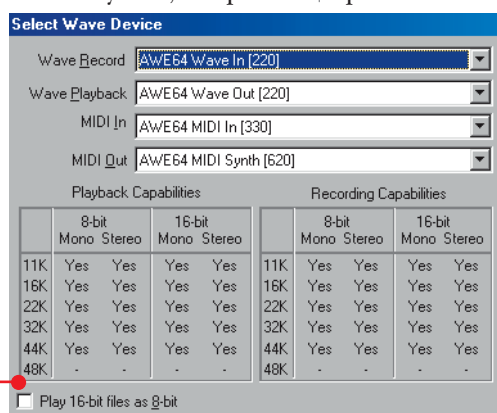 Select Wave Device
Wave Record AWE64 Wave In [220]
Wave Playback AWE64 Wave Out [220]
MIDI In AWE64 MIDI In [330]
MIDI Out AWE64 MIDI Synth [620]
Playback Capabilities Recording Capabilities
8-bit 16-bit 8-bit 16-bit
Mono Stereo Mono Stereo Mono Stereo Mono Stereo
11K Yes Yes Yes Yes 11K Yes Yes Yes Yes
16K Yes Yes Yes Yes 16K Yes Yes Yes Yes
22K Yes Yes Yes Yes 22K Yes Yes Yes Yes
32K Yes Yes Yes Yes 32K Yes Yes Yes Yes
44K Yes Yes Yes Yes 44K Yes Yes Yes Yes
48K - - - - 48K - - - -
Play 16-bit files as 8-bit